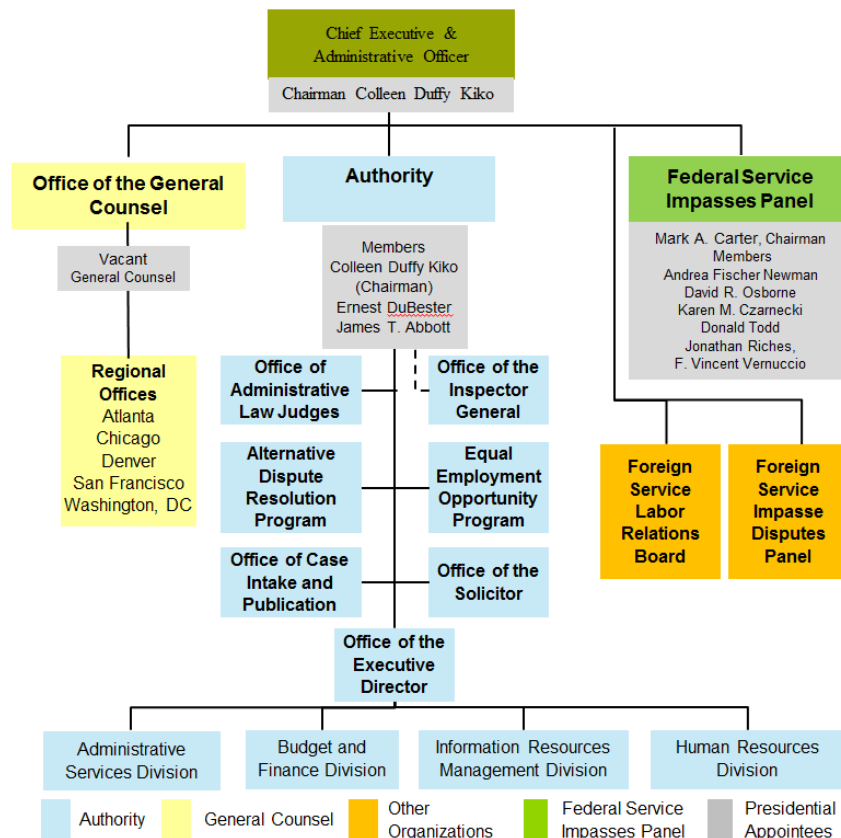 Chief Executive &
Administrative Officer
Chairman Colleen Duffy Kiko
Office of the General
Counsel
Vacant
General Counsel
Regional
Offices
Atlanta
Chicago
Denver
San Francisco
Washington, DC
Authority
Members
Colleen Duffy Kiko
(Chairman)
Ernest DuBester
James T. Abbott
Federal Service
Impasses Panel
Mark A. Carter, Chairman
Members
Andrea Fischer Newman
David R. Osborne
Karen M. Czarnecki
Donald Todd
Jonathan Riches,
F. Vincent Vernuccio
Office of
Administrative
Law Judges
Office of the
Inspector
General
Alternative
Dispute
Resolution
Program
Equal
Employment
Opportunity
Program
Office of Case
Intake and
Publication
Office of the
Solicitor
Foreign
Service
Labor
Relations
Board
Foreign
Service
Impasse
Disputes
Panel
Office of the
Executive
Director
Administrative
Services Division
Budget and
Finance Division
Information Resources
Management Division
Human Resources
Division
Authority
General Counsel
Other
Organizations
Federal Service
Impasses Panel
Presidential
Appointees